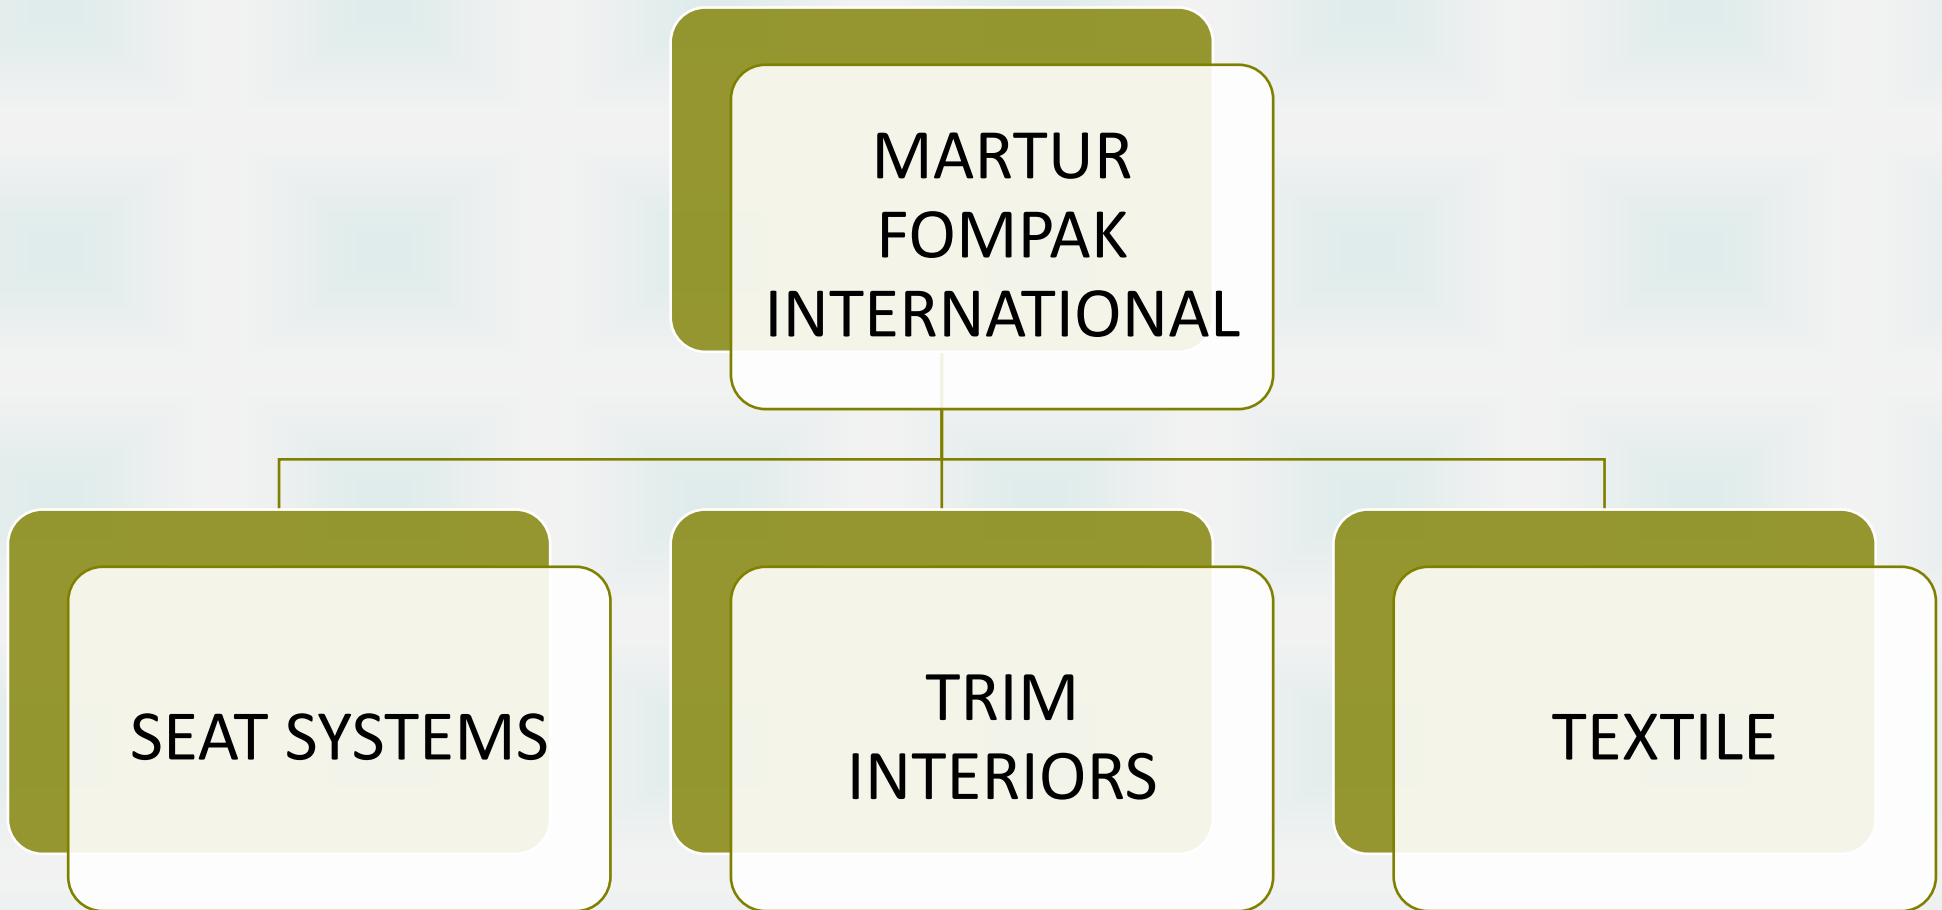 MARTUR
FOMPAK
INTERNATIONAL
SEAT SYSTEMS
TRIM
INTERIORS
TEXTILE